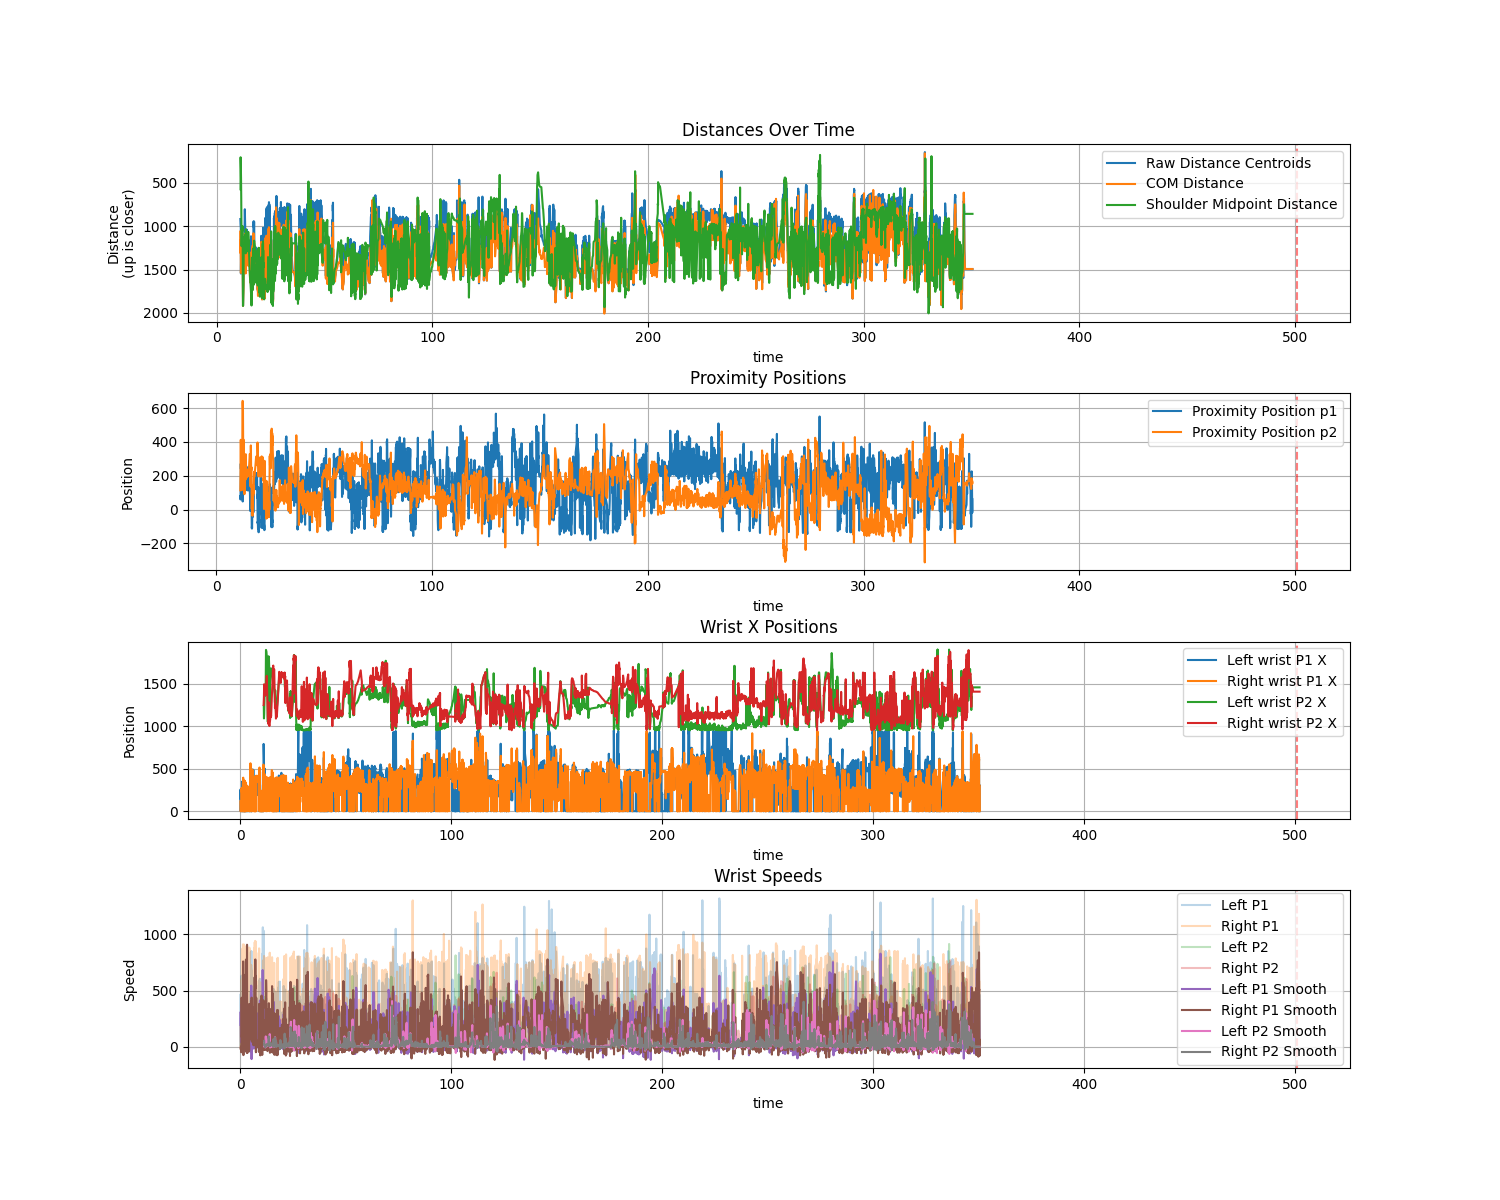 Distances Over Time
Distance
(up is closer)
500
1000
1500
2000
Raw Distance Centroids
COM Distance
Shoulder Midpoint Distance
0 100 200 300 400 500
time
Proximity Positions
Position
600
400
200
0
−200
Proximity Position p1
Proximity Position p2
0 100 200 300 400 500
time
Wrist X Positions
Position
1500
1000
500
0
Left wrist P1 X
Right wrist P1 X
Left wrist P2 X
Right wrist P2 X
0 100 200 300 400 500
time
Wrist Speeds
Speed
1000
500
0
Left P1
Right P1
Left P2
Right P2
Left P1 Smooth
Right P1 Smooth
Left P2 Smooth
Right P2 Smooth
0 100 200 300 400 500
time